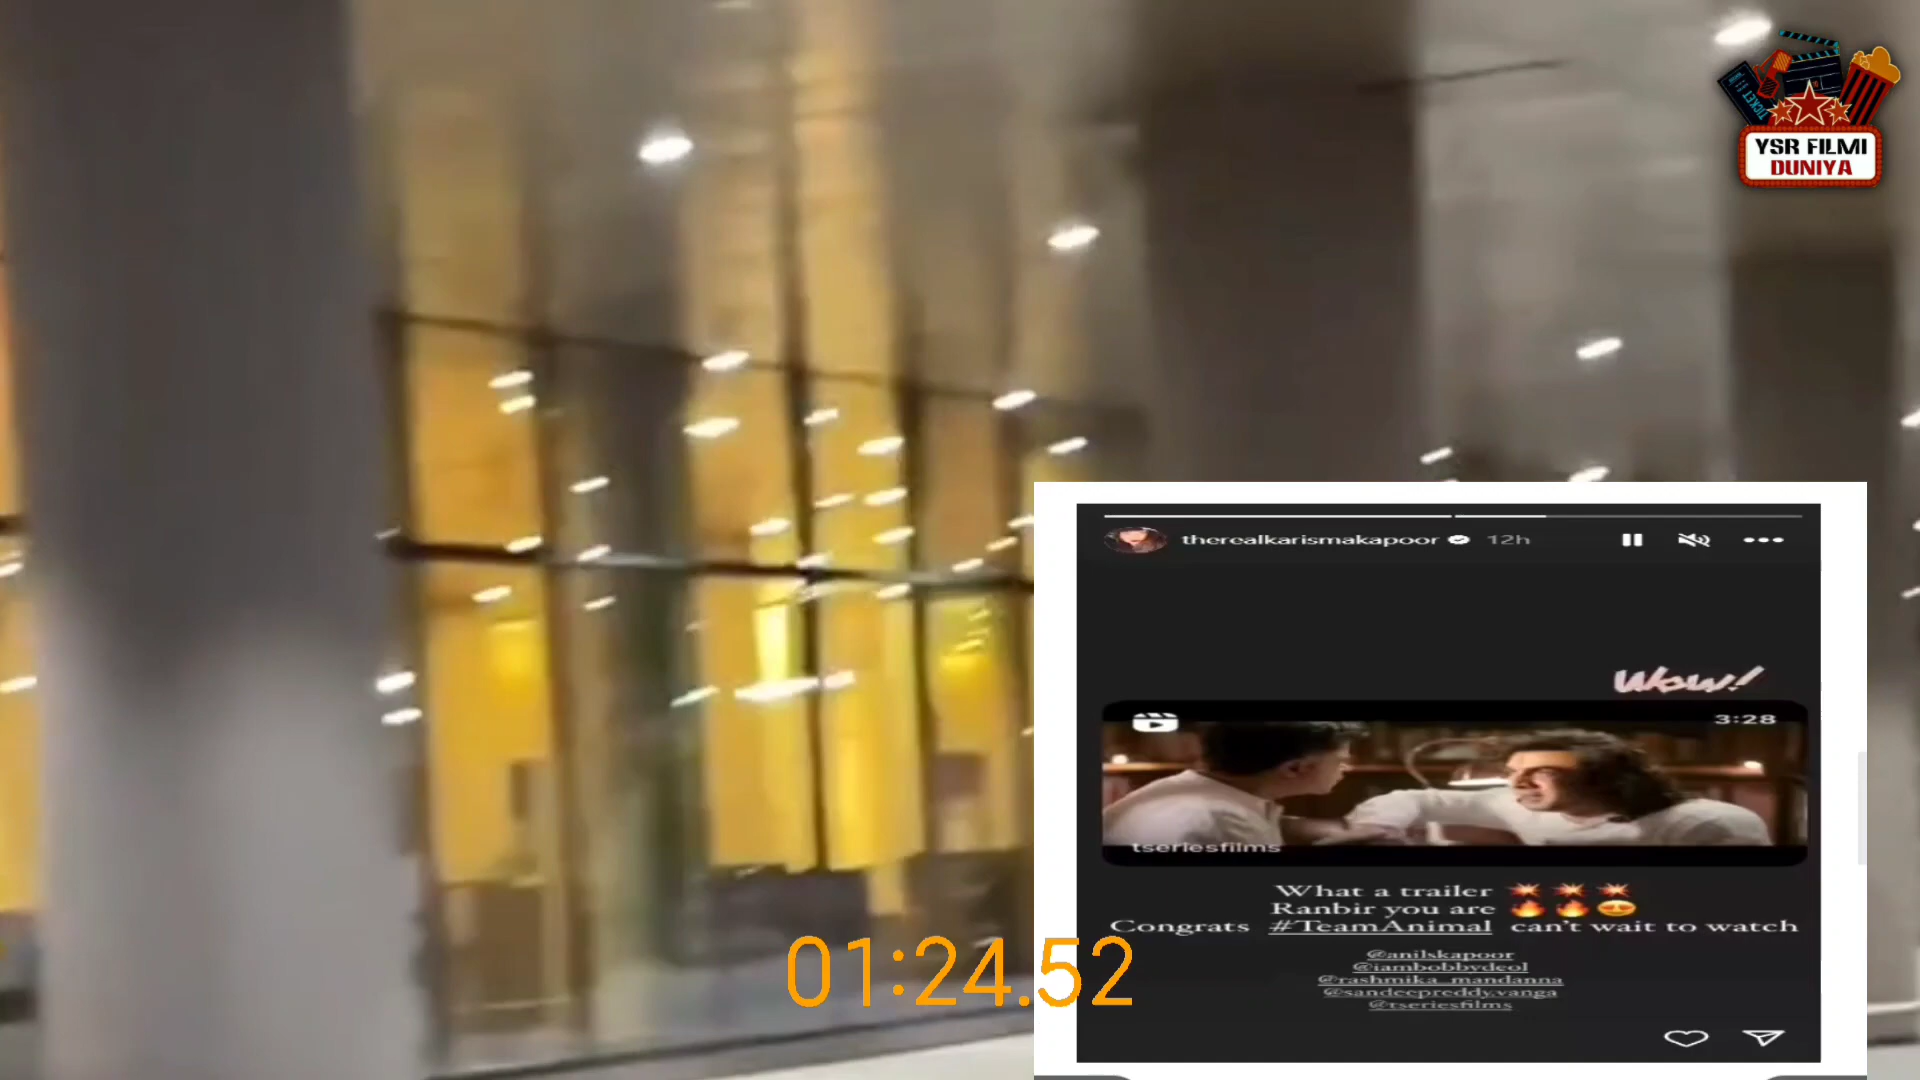 TICKET
YSR FILMI
DUNIYA
therealkarismakapoor 12h
Wow!
3:28
tseriesfilms
What a trailer 💥💥💥
Ranbir you are 🔥🔥😍
Congrats #TeamAnimal can't wait to watch
@anilskapoor
@iambobbydeol
@rashmika_mandanna
@sandeepreddy.vanga
@tseriesfilms
01:24.52